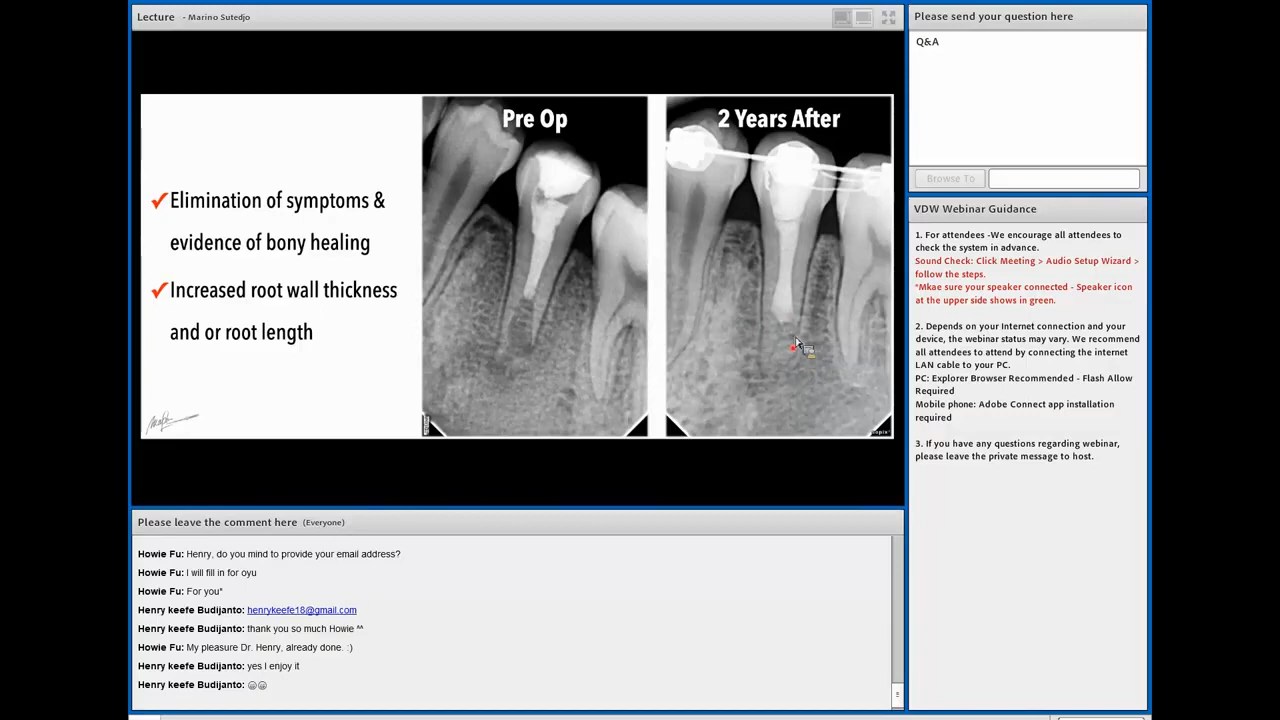 Lecture - Marino Sutedjo
Pre Op
2 Years After
✓Elimination of symptoms &
evidence of bony healing
✓Increased root wall thickness
and or root length
Please leave the comment here (Everyone)
Howie Fu: Henry, do you mind to provide your email address?
Howie Fu: I will fill in for oyu
Howie Fu: For you*
Henry keefe Budijanto: henrykeefe18@gmail.com
Henry keefe Budijanto: thank you so much Howie ^^
Howie Fu: My pleasure Dr. Henry, already done. :)
Henry keefe Budijanto: yes I enjoy it
Henry keefe Budijanto: 😄😄
Please send your question here
Q&A
Browse To
VDW Webinar Guidance
1. For attendees -We encourage all attendees to
check the system in advance.
Sound Check: Click Meeting > Audio Setup Wizard >
follow the steps.
*Mkae sure your speaker connected - Speaker icon
at the upper side shows in green.
2. Depends on your Internet connection and your
device, the webinar status may vary. We recommend
all attendees to attend by connecting the internet
LAN cable to your PC.
PC: Explorer Browser Recommended - Flash Allow
Required
Mobile phone: Adobe Connect app installation
required
3. If you have any questions regarding webinar,
please leave the private message to host.